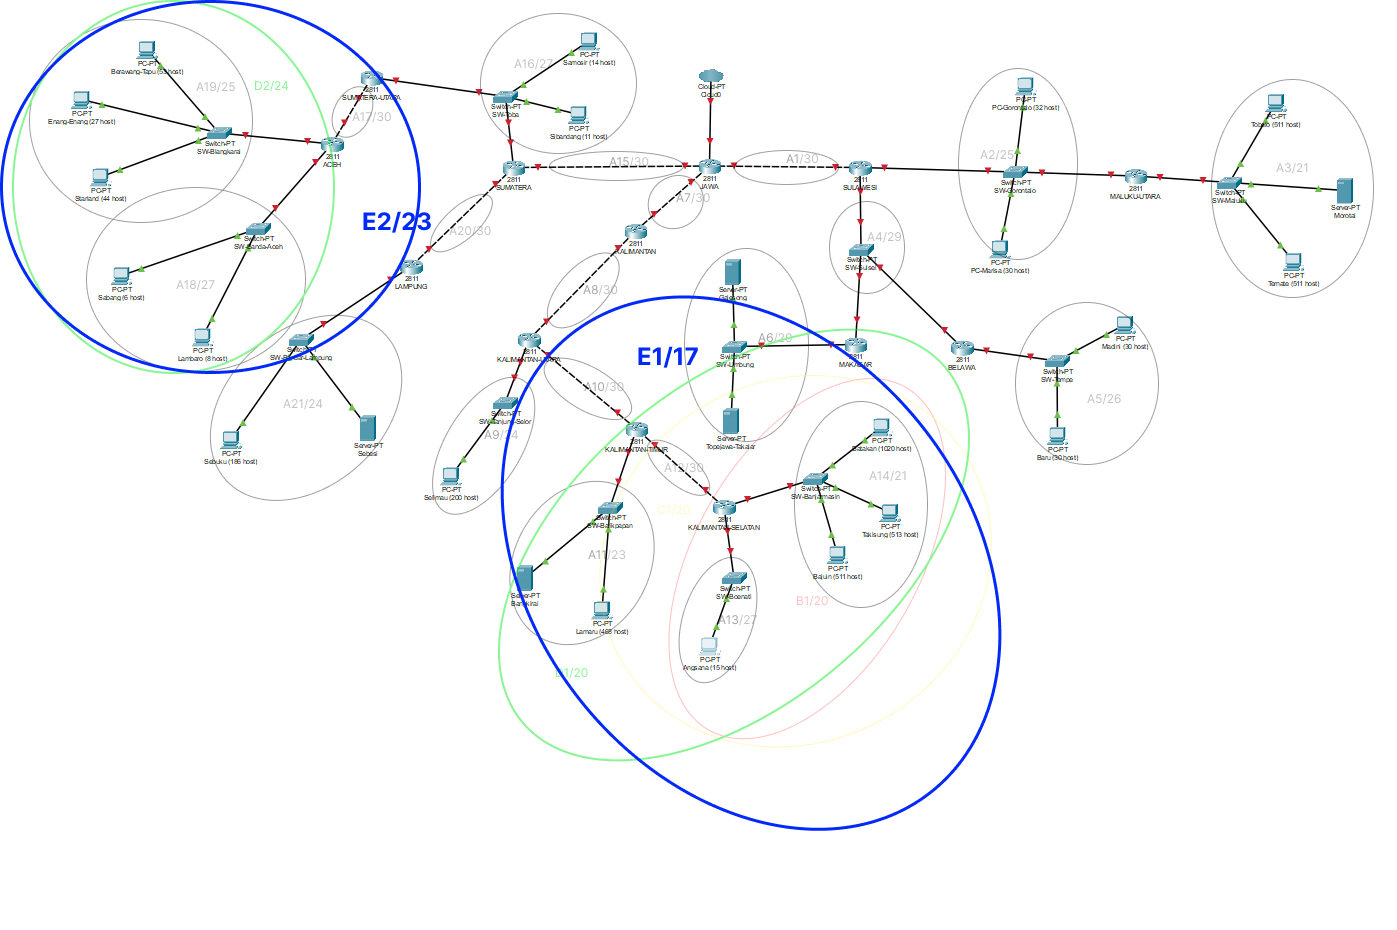 PC-PT
Berawang-Tapu (55 host)
A19/25
D2/24
PC-PT
Enang-Enang (27 host)
Switch-PT
SW-Blangkarai
PC-PT
Starland (44 host)
2811
SUMATERA-UTARA
A17/30
2811
ACEH
E2/23
Switch-PT
SW-Banda-Aceh
PC-PT
Sabang (6 host)
A18/27
PC-PT
Lambaro (8 host)
A20/30
2811
LAMPUNG
Switch-PT
A21/24
PC-PT
Sebuku (186 host)
Server-PT
Sebesi
A16/27
PC-PT
Samosir (14 host)
Switch-PT
SW-Toba
PC-PT
Sibandang (11 host)
2811
SUMATERA
A15/30
Cloud-PT
Cloud0
2811
JAWA
A1/30
2811
SULAWESI
A7/30
2811
KALIMANTAN
A8/30
2811
KALIMANTAN-UTARA
A10/30
Switch-PT
SW-Tanjung-Selor
A9/24
PC-PT
Selimau (200 host)
A2/25
PC-PT
PC-Gorontalo (32 host)
Switch-PT
SW-Gorontalo
PC-PT
PC-Marisa (30 host)
2811
MALUKU-UTARA
PC-PT
Tobelo (511 host)
A3/21
Switch-PT
SW-Maluku
Server-PT
Morotai
PC-PT
Ternate (511 host)
A4/29
Switch-PT
SW-Sulsel
Server-PT
Galesong
A6/20
Switch-PT
SW-Limbung
2811
MAKASSAR
Server-PT
Topejawa-Takalar
2811
BELAWA
Switch-PT
SW-Tempe
PC-PT
Madini (30 host)
A5/26
PC-PT
Baru (30 host)
E1/17
2811
KALIMANTAN-TIMUR
A12/30
C1/20
2811
KALIMANTAN-SELATAN
Switch-PT
SW-Balikpapan
A11/23
Server-PT
Bangkirai
PC-PT
Lamaru (468 host)
D1/20
PC-PT
Batakan (1020 host)
A14/21
Switch-PT
SW-Banjarmasin
PC-PT
Takisung (513 host)
PC-PT
Bajuin (511 host)
B1/20
Switch-PT
SW-Boenati
A13/27
PC-PT
Angsana (15 host)